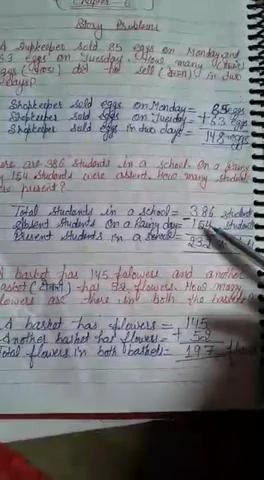 Chapter - 6
Story Problems
A shopkeeper sold 85 eggs on Monday and
63 eggs on Tuesday. How many (कितने)
eggs (अंडे) did he sell in two
days?
Shopkeeper sold eggs on Monday = 85 eggs
Shopkeeper sold eggs on Tuesday = + 63 eggs
Shopkeeper sold eggs in two days = 148 eggs
There are 386 students in a school. On a Rainy
154 students were absent. How many students
are present?
Total students in a school = 386 students
Absent students on a Rainy day = 154 students
Present students in a school = 232
A basket has 145 flowers and another
basket (टोकरी) has 52 flowers. How many
flowers are there in both the baskets
A basket has flowers = 145
Another basket has flowers = + 52
Total flowers in both baskets = 197 flowers